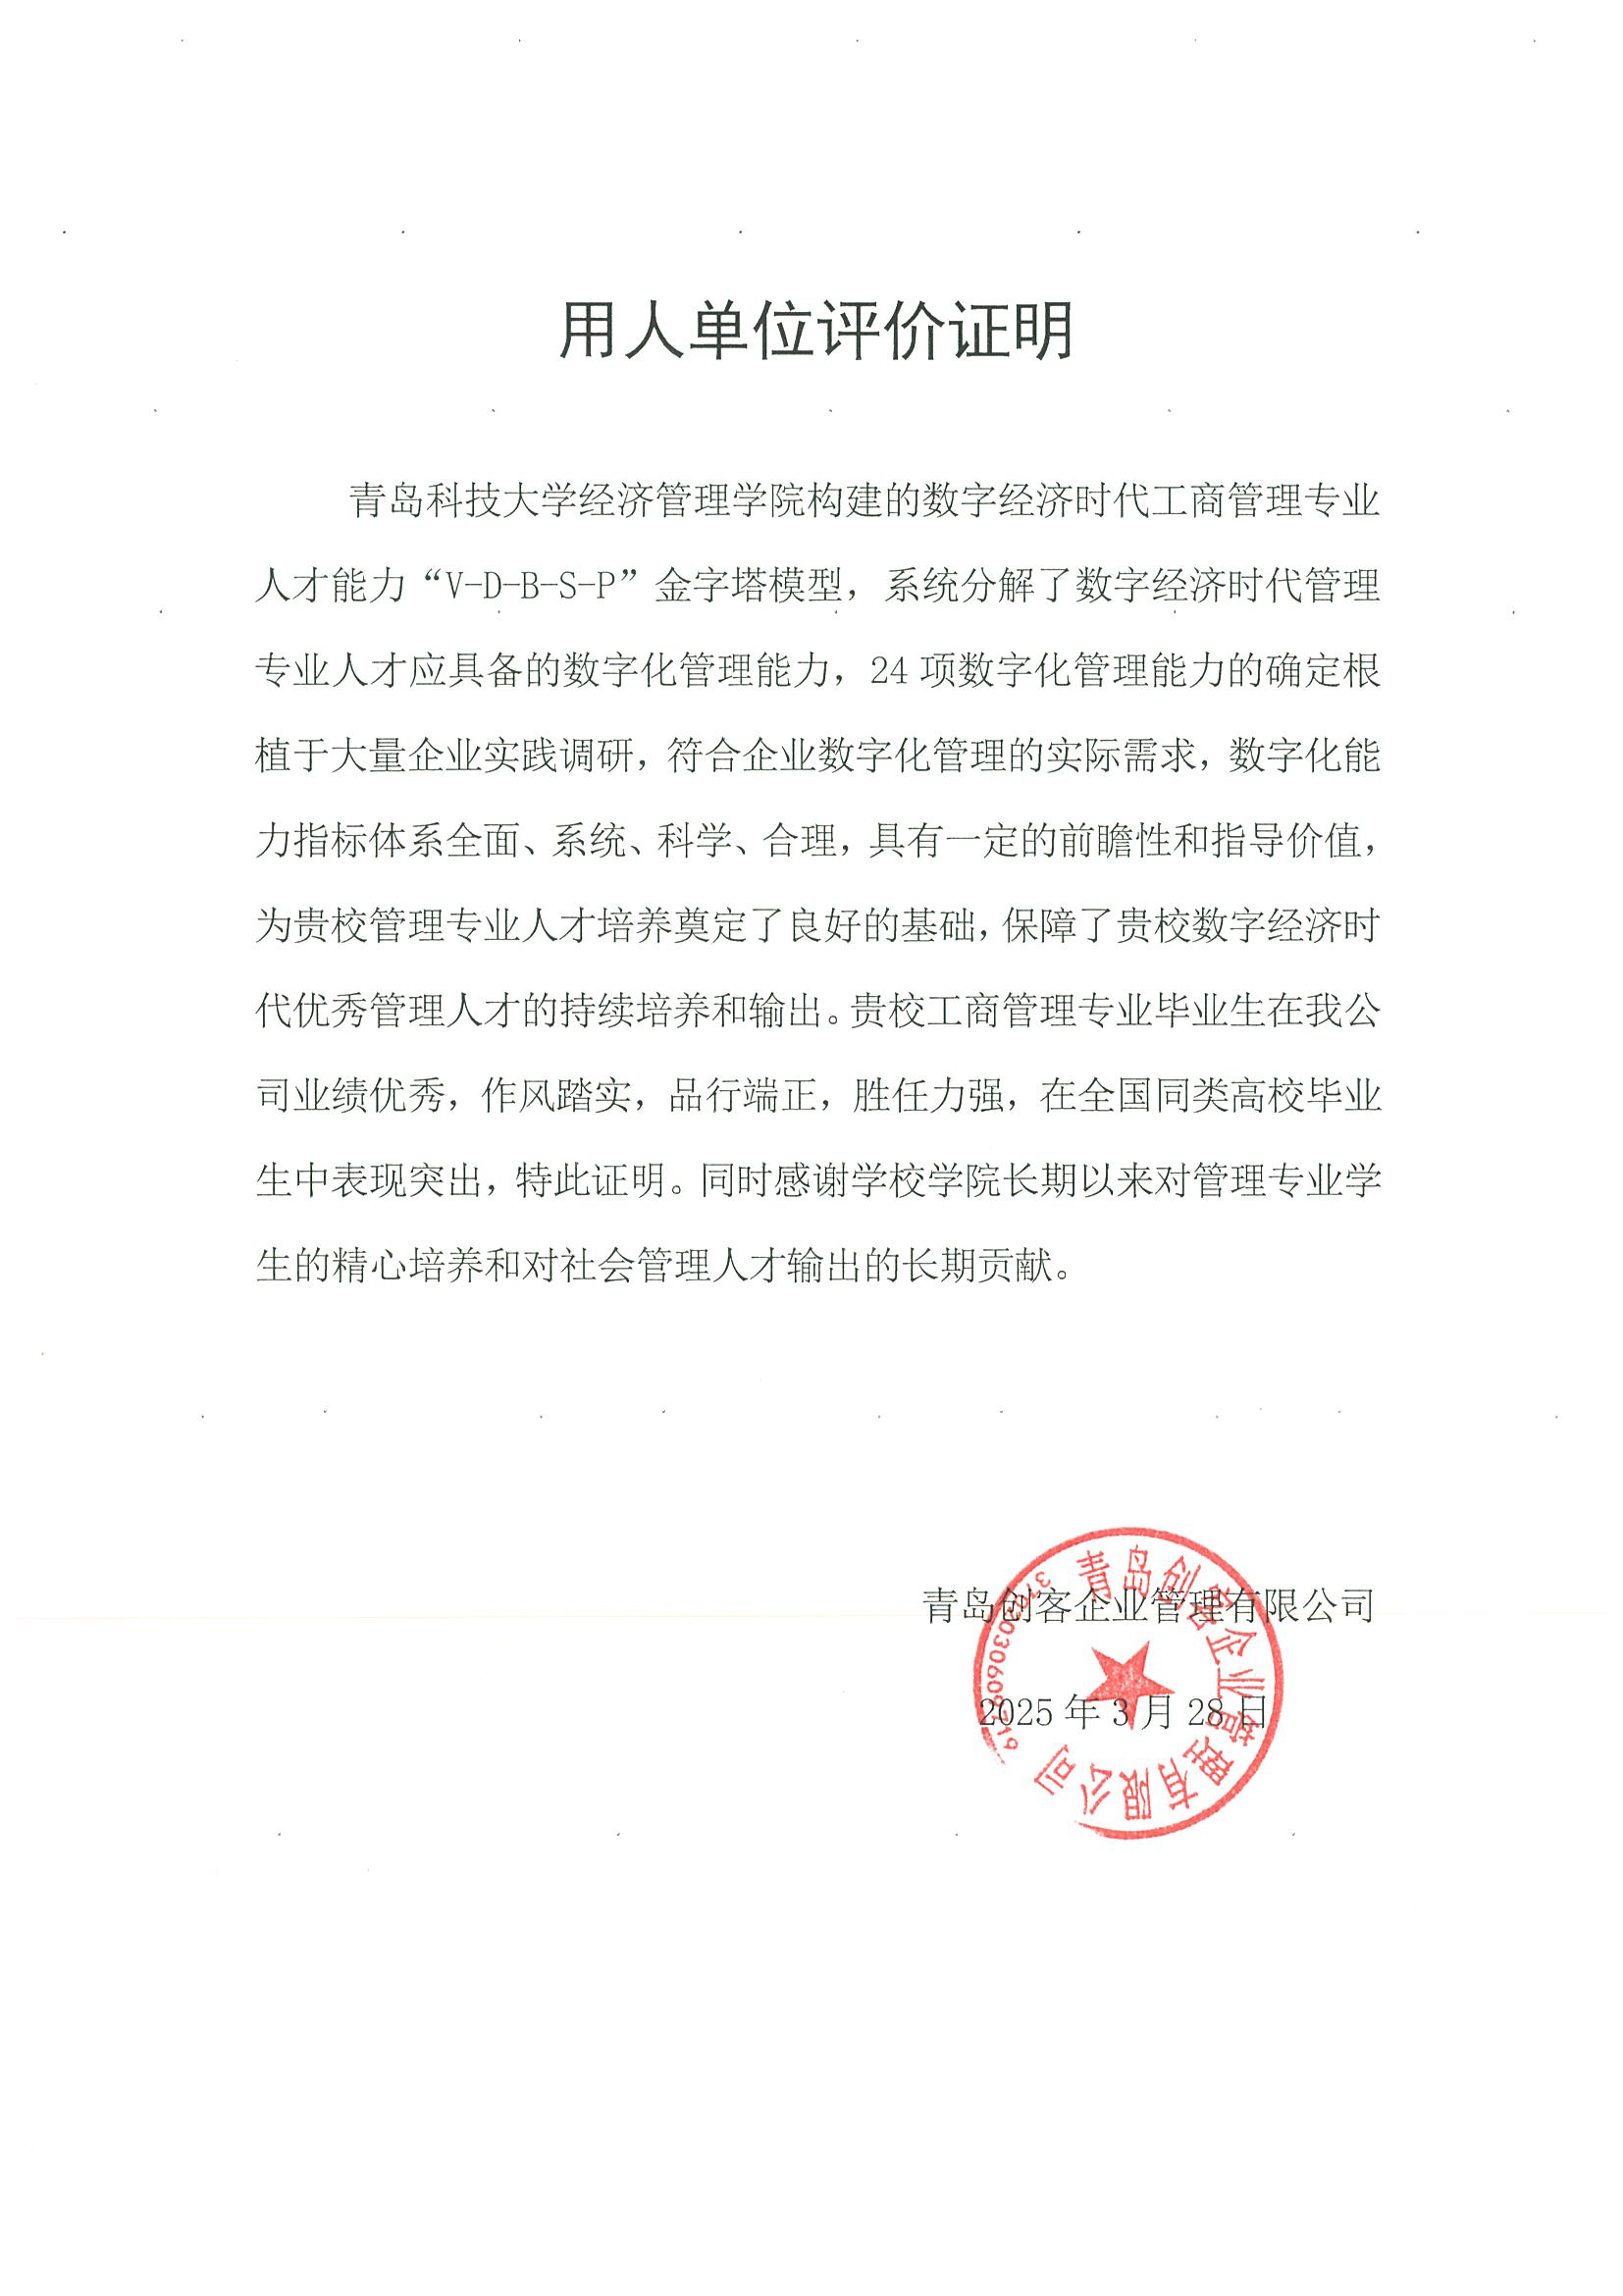 用人单位评价证明
青岛科技大学经济管理学院构建的数字经济时代工商管理专业
人才能力“V-D-B-S-P”金字塔模型，系统分解了数字经济时代管理
专业人才应具备的数字化管理能力，24 项数字化管理能力的确定根
植于大量企业实践调研，符合企业数字化管理的实际需求，数字化能
力指标体系全面、系统、科学、合理，具有一定的前瞻性和指导价值，
为贵校管理专业人才培养奠定了良好的基础，保障了贵校数字经济时
代优秀管理人才的持续培养和输出。贵校工商管理专业毕业生在我公
司业绩优秀，作风踏实，品行端正，胜任力强，在全国同类高校毕业
生中表现突出，特此证明。同时感谢学校学院长期以来对管理专业学
生的精心培养和对社会管理人才输出的长期贡献。
青岛创客企业管理有限公司
2025 年 3 月 28 日
青岛创客企业管理有限公司